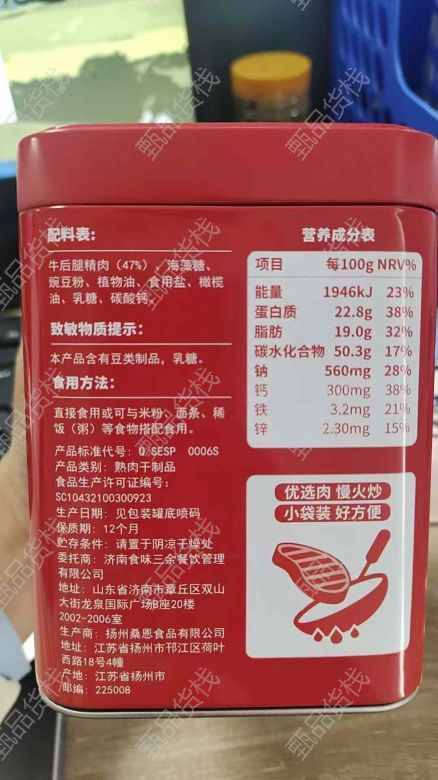 配料表：
牛后腿精肉（47%），海藻糖、
豌豆粉、植物油、食用盐、橄榄
油、乳糖、碳酸钙
致敏物质提示：
本产品含有豆类制品，乳糖。
食用方法：
直接食用或可与米粉、面条、稀
饭（粥）等食物搭配食用。
产品标准代号：Q/SESP 0006S
产品类别：熟肉干制品
食品生产许可证编号：
SC10432100300923
生产日期：见包装罐底喷码
保质期：12个月
贮存条件：请置于阴凉干燥处
委托商：济南食味三余餐饮管理
有限公司
地址：山东省济南市章丘区双山
大街龙泉国际广场B座20楼
2002-2006室
生产商：扬州桑恩食品有限公司
地址：江苏省扬州市邗江区荷叶
西路18号4幢
产地：江苏省扬州市
邮编：225008
营养成分表
项目 每100g NRV%
能量 1946kJ 23%
蛋白质 22.8g 38%
脂肪 19.0g 32%
碳水化合物 50.3g 17%
钠 560mg 28%
钙 300mg 38%
铁 3.2mg 21%
锌 2.30mg 15%
优选肉 慢火炒
小袋装 好方便
甄品货栈